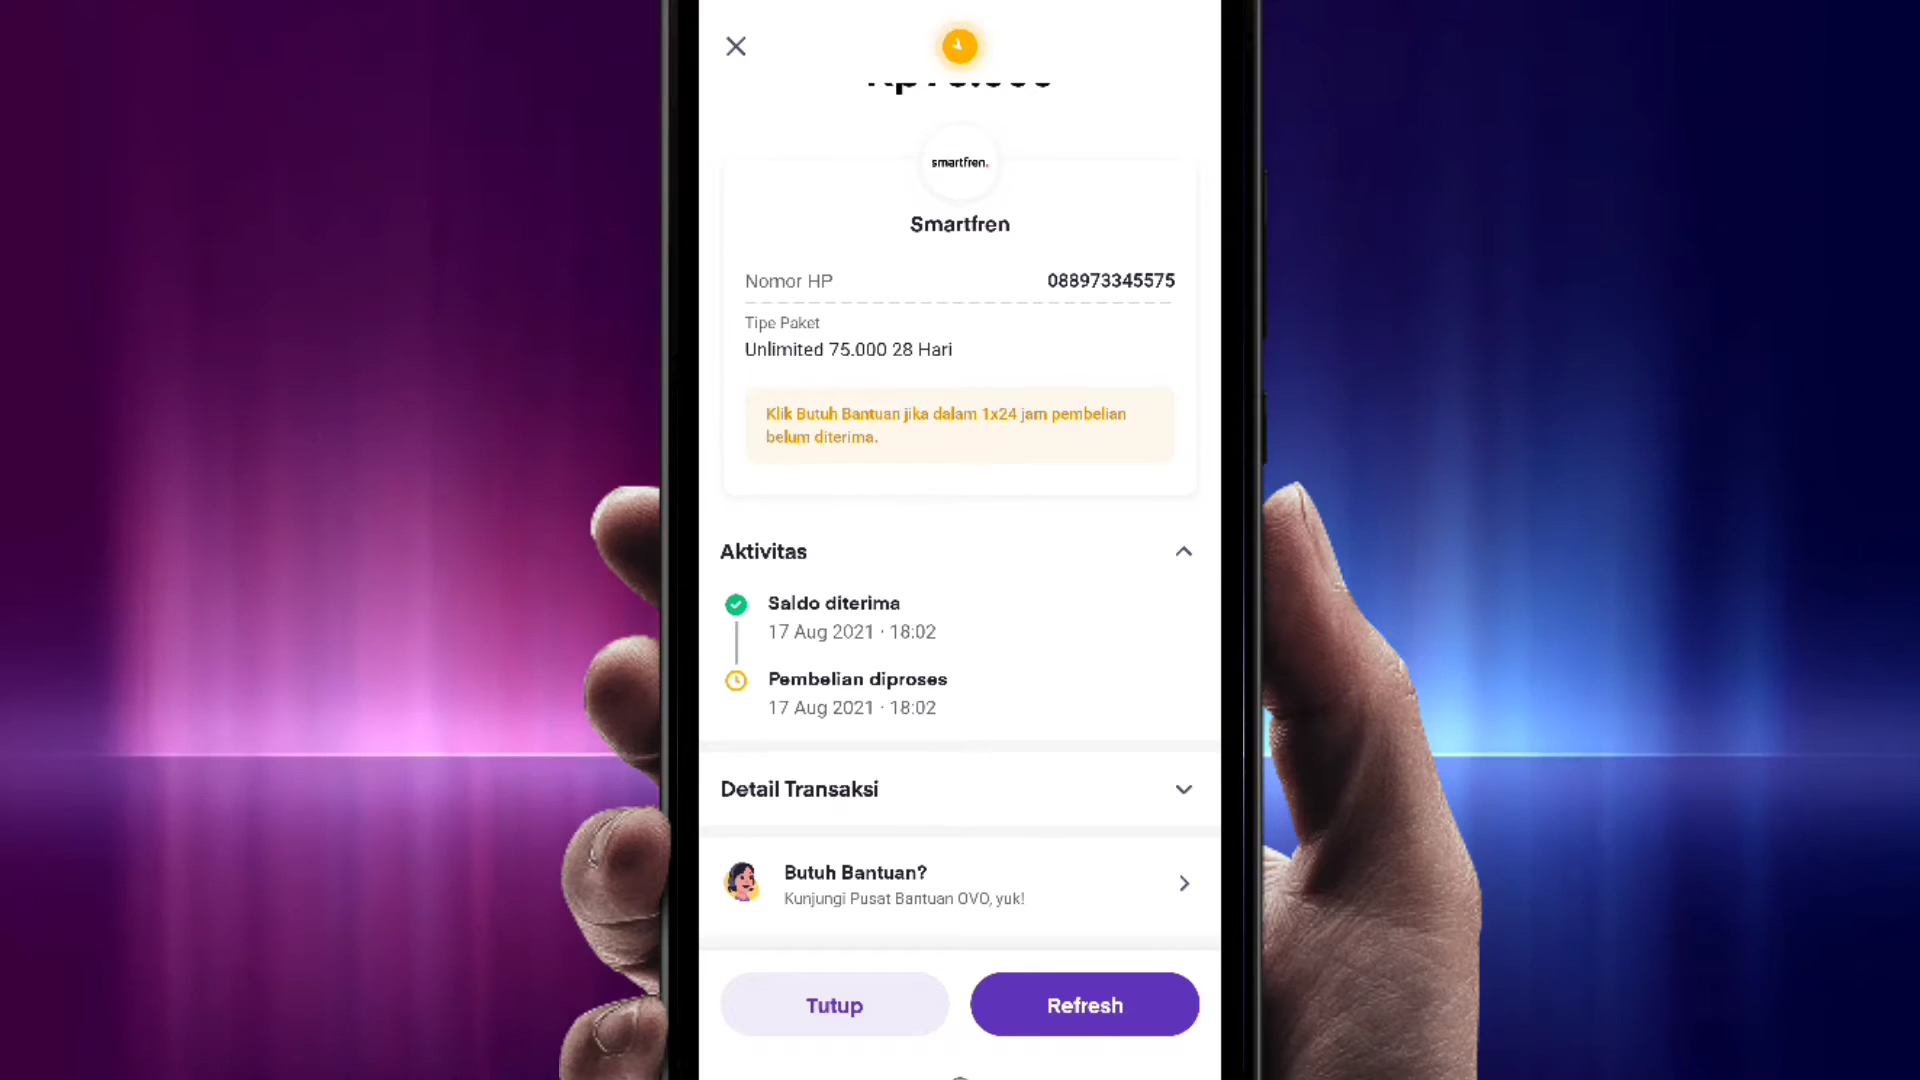 smartfren.
Smartfren
Nomor HP 088973345575
Tipe Paket
Unlimited 75.000 28 Hari
Klik Butuh Bantuan jika dalam 1x24 jam pembelian
belum diterima.
Aktivitas
Saldo diterima
17 Aug 2021 · 18:02
Pembelian diproses
17 Aug 2021 · 18:02
Detail Transaksi
Butuh Bantuan?
Kunjungi Pusat Bantuan OVO, yuk!
Tutup Refresh